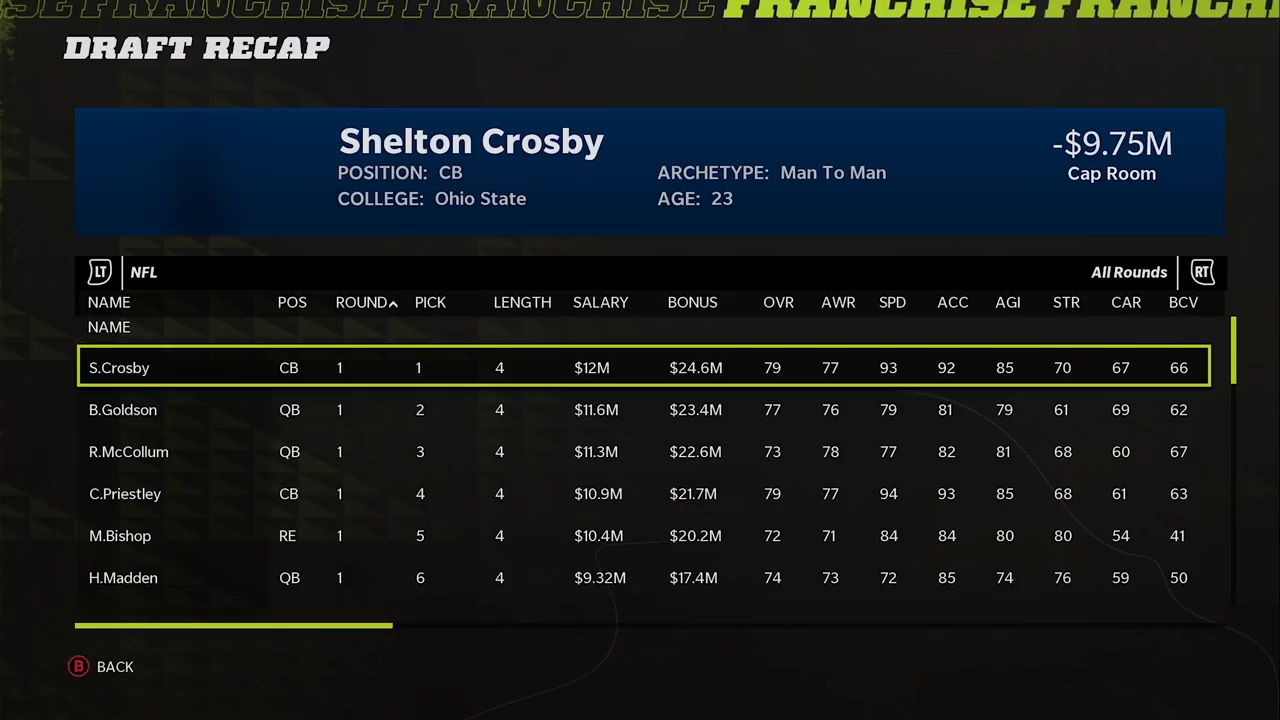 FRANCHISE FRANCHISE FRANCHISE FRANCHISE
DRAFT RECAP
Shelton Crosby
POSITION: CB ARCHETYPE: Man To Man
COLLEGE: Ohio State AGE: 23
-$9.75M
Cap Room
LT NFL All Rounds RT
NAME POS ROUND PICK LENGTH SALARY BONUS OVR AWR SPD ACC AGI STR CAR BCV
NAME
S.Crosby CB 1 1 4 $12M $24.6M 79 77 93 92 85 70 67 66
B.Goldson QB 1 2 4 $11.6M $23.4M 77 76 79 81 79 61 69 62
R.McCollum QB 1 3 4 $11.3M $22.6M 73 78 77 82 81 68 60 67
C.Priestley CB 1 4 4 $10.9M $21.7M 79 77 94 93 85 68 61 63
M.Bishop RE 1 5 4 $10.4M $20.2M 72 71 84 84 80 80 54 41
H.Madden QB 1 6 4 $9.32M $17.4M 74 73 72 85 74 76 59 50
B BACK